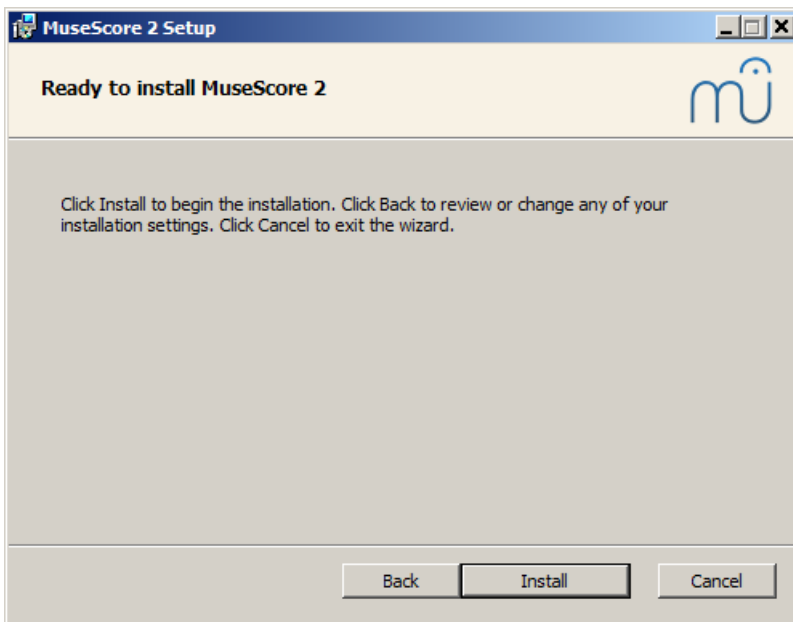 MuseScore 2 Setup
Ready to install MuseScore 2
mu
Click Install to begin the installation. Click Back to review or change any of your
installation settings. Click Cancel to exit the wizard.
Back Install Cancel